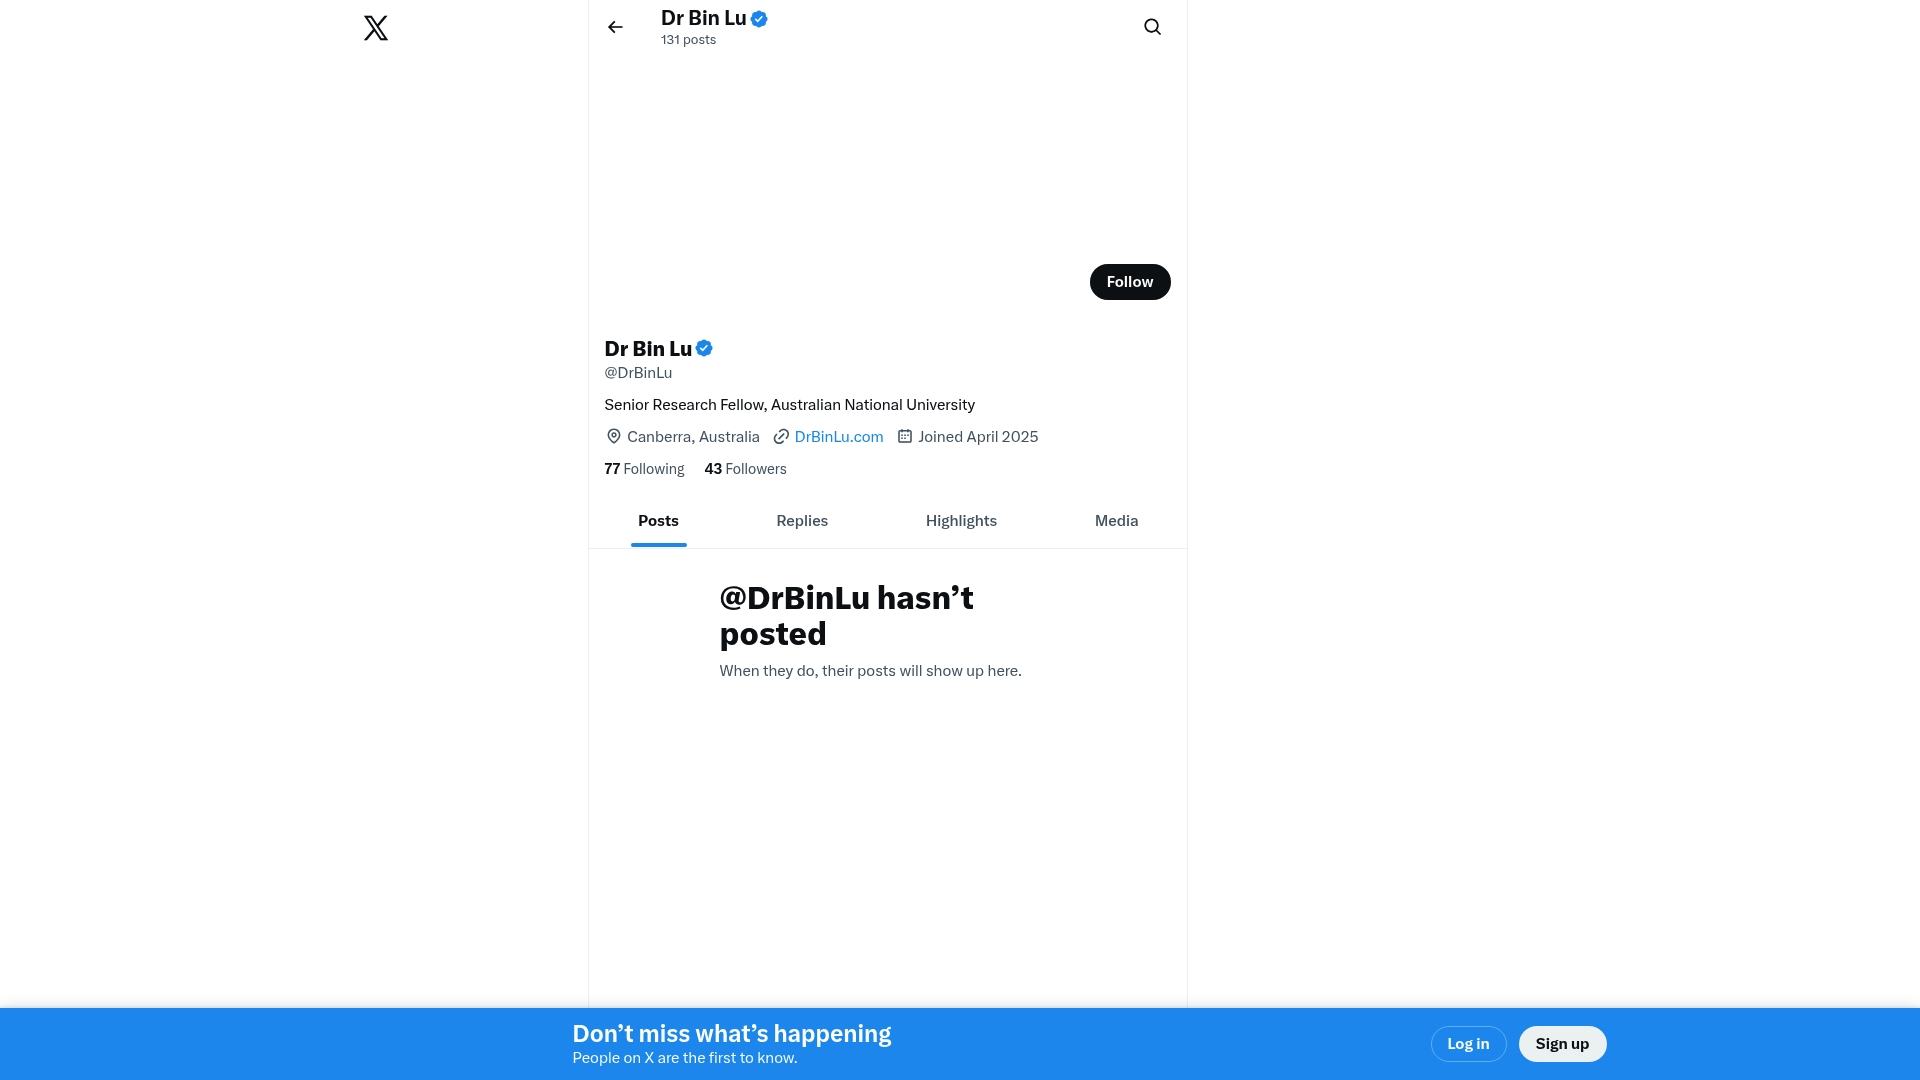 Dr Bin Lu
131 posts
Follow
Dr Bin Lu
@DrBinLu
Senior Research Fellow, Australian National University
Canberra, Australia DrBinLu.com Joined April 2025
77 Following 43 Followers
Posts Replies Highlights Media
@DrBinLu hasn’t
posted
When they do, their posts will show up here.
Don’t miss what’s happening
People on X are the first to know.
Log in Sign up